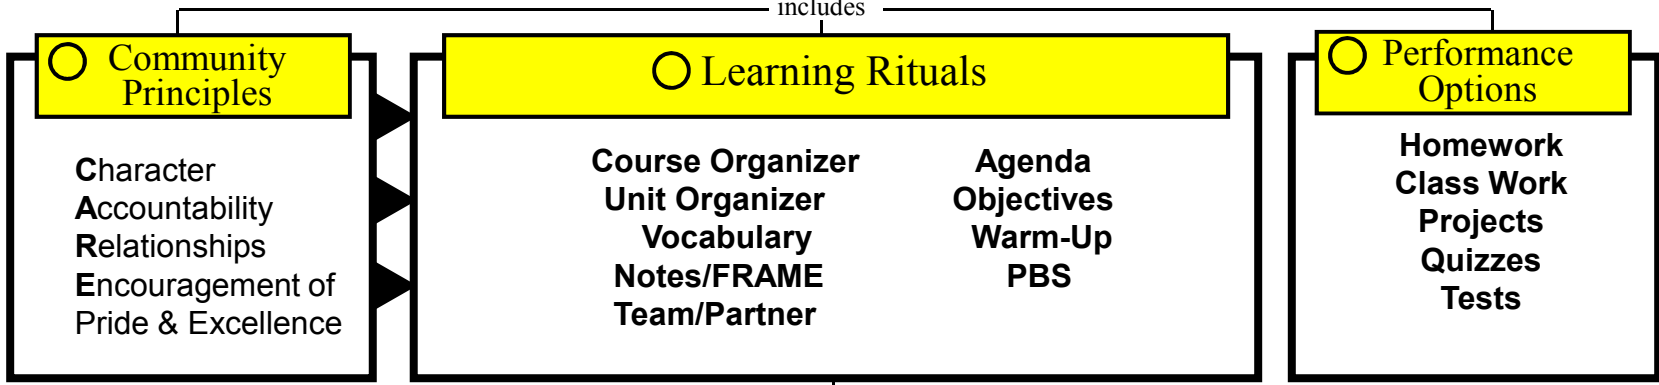 includes
Community
Principles
Character
Accountability
Relationships
Encouragement of
Pride & Excellence
Learning Rituals
Course Organizer
Unit Organizer
Vocabulary
Notes/FRAME
Team/Partner
Agenda
Objectives
Warm-Up
PBS
Performance
Options
Homework
Class Work
Projects
Quizzes
Tests